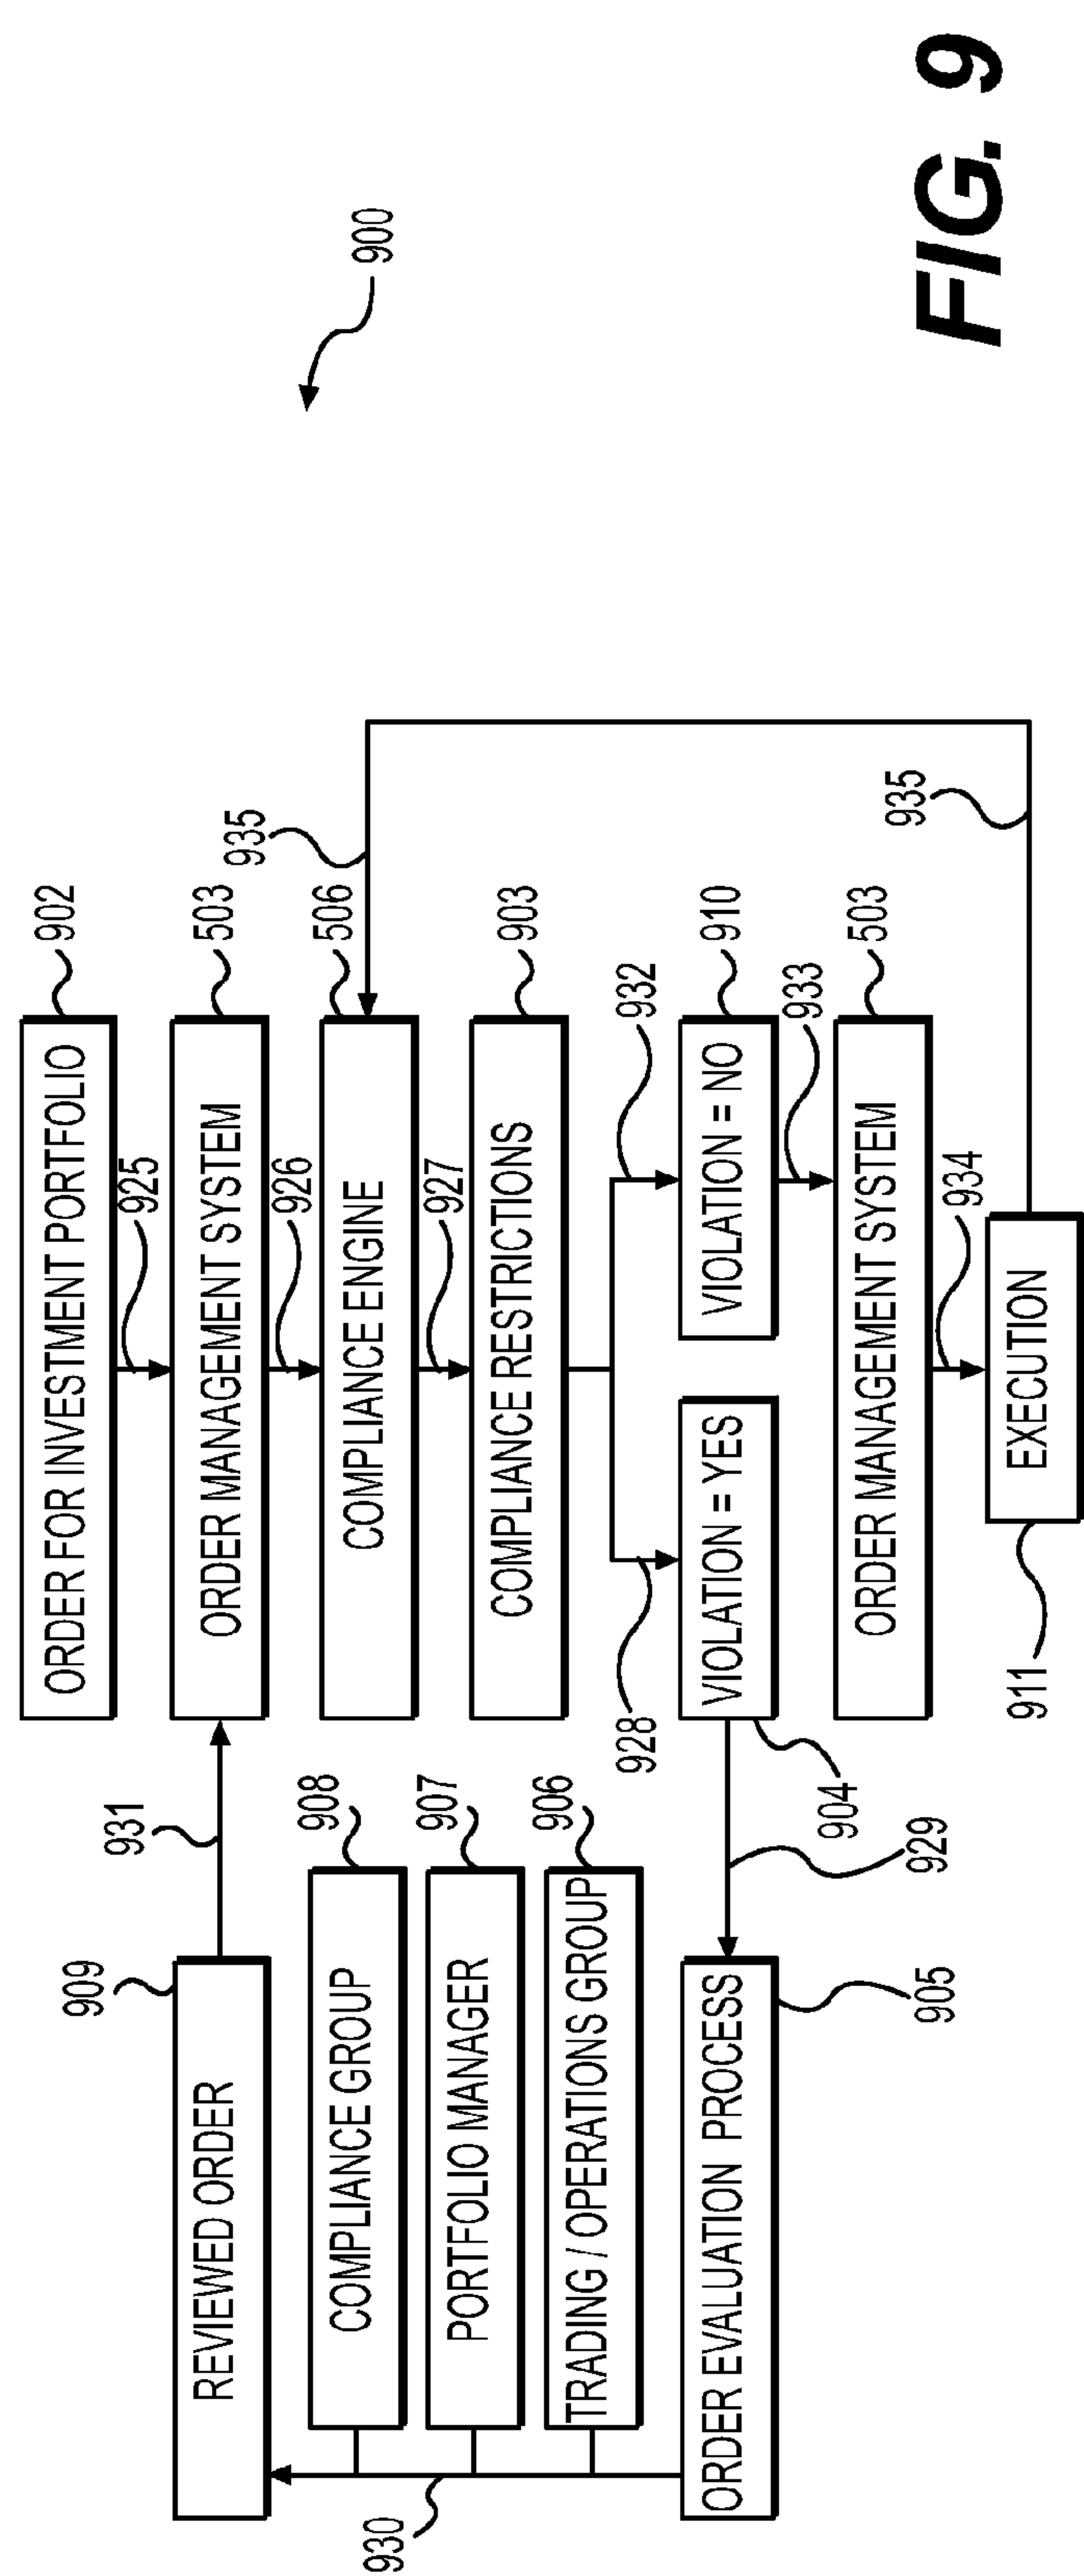 ORDER FOR INVESTMENT PORTFOLIO
902
925
909
REVIEWED ORDER
931
ORDER MANAGEMENT SYSTEM
503
926
935
900
908
COMPLIANCE GROUP
COMPLIANCE ENGINE
506
907
PORTFOLIO MANAGER
927
COMPLIANCE RESTRICTIONS
903
906
TRADING / OPERATIONS GROUP
930
928
932
ORDER EVALUATION PROCESS
905
929
VIOLATION = YES
904
VIOLATION = NO
910
933
ORDER MANAGEMENT SYSTEM
503
934
935
911
EXECUTION
FIG. 9